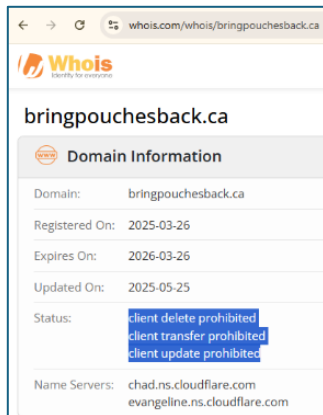 whois.com/whois/bringpouchesback.ca
Whois
Identity for everyone
bringpouchesback.ca
www Domain Information
Domain: bringpouchesback.ca
Registered On: 2025-03-26
Expires On: 2026-03-26
Updated On: 2025-05-25
Status: client delete prohibited
client transfer prohibited
client update prohibited
Name Servers: chad.ns.cloudflare.com
evangeline.ns.cloudflare.com